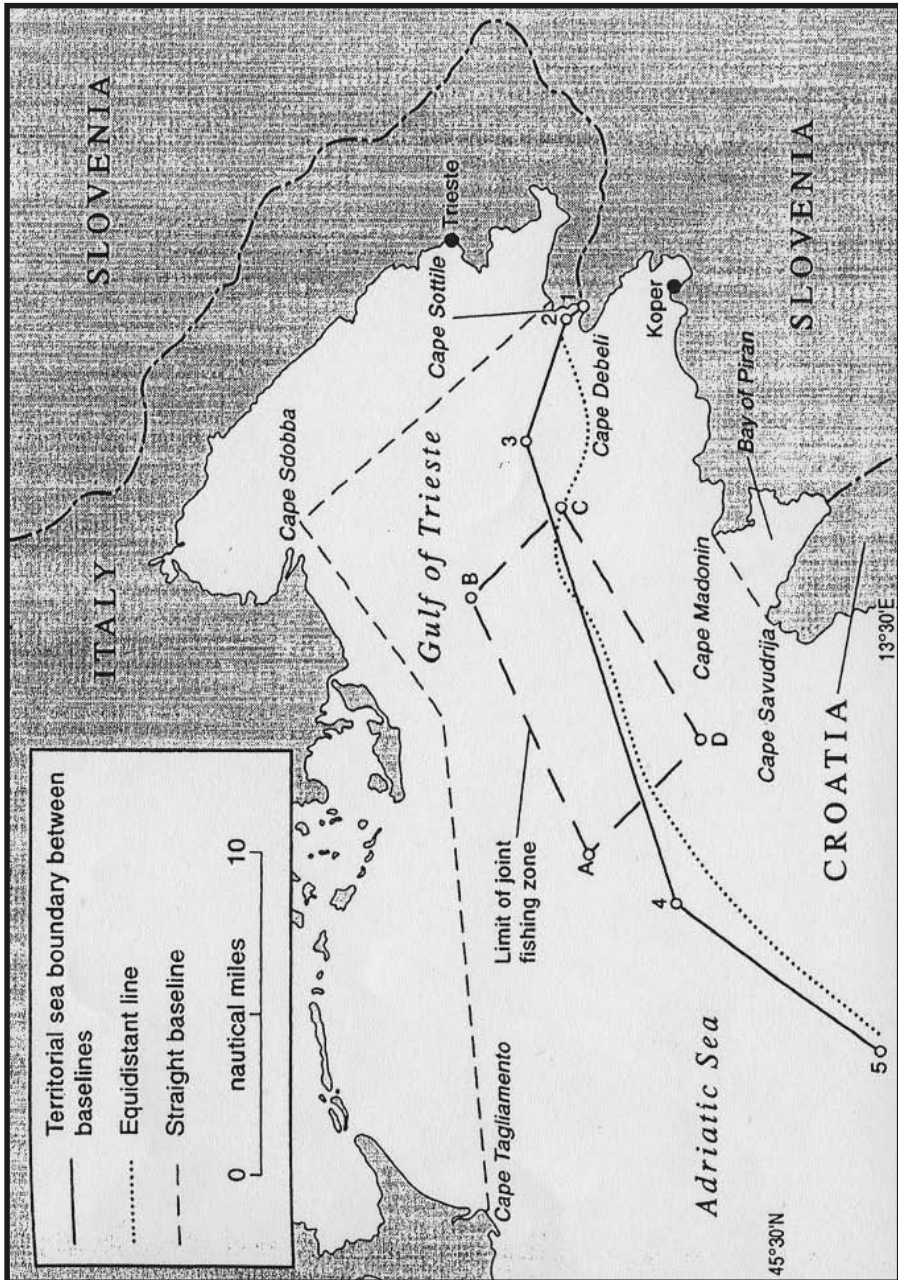 Territorial sea boundary between
baselines
Equidistant line
Straight baseline
0
nautical miles
10
ITALY
SLOVENIA
Cape Sdobba
Trieste
Gulf of Trieste
Cape Sottile
2
1
3
B
C
Cape Debeli
Koper
SLOVENIA
Limit of joint
fishing zone
A
D
4
Cape Madonin
Bay of Piran
Cape Tagliamento
Cape Savudrija
Adriatic Sea
CROATIA
5
45°30N
13°30'E